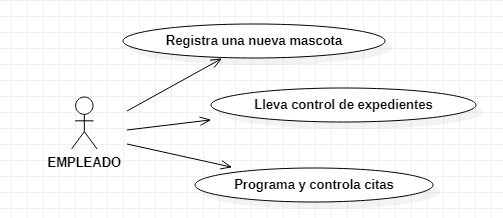 Registra una nueva mascota
Lleva control de expedientes
EMPLEADO
Programa y controla citas